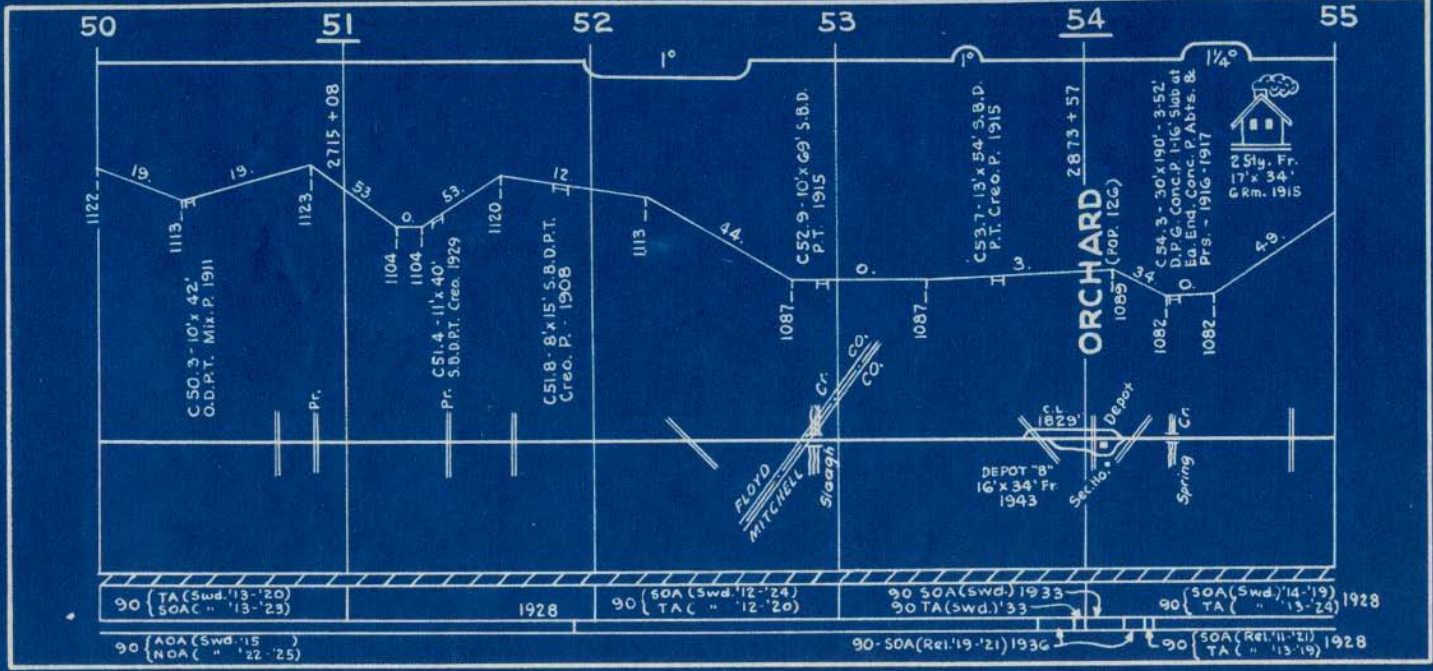 50 51 52 53 54 55
1° 1° 1¼°
2715 + 08
2873 + 57
19. 19. 53 0. 53. 12 44. 0. 3. 34 0 .49.
1122
1113
1123
1104
1104
1120
1113
1087
1087
1089
1082
1082
C 50.3 - 10'x 42'
O.D.P.T. Mix. P. 1911
C51.4 - 11'x 40'
S.B.D.P.T. Creo. 1929
C51.8 - 8'x 15' S.B.D.P.T.
Creo. P. - 1908
C52.9 - 10'x 69' S.B.D.
P.T. 1915
C53.7 - 13'x 54' S.B.D.
P.T. Creo. P. 1915
ORCHARD
(POP. 126)
C54.3 - 30'x 190' - 3-52'
D.P.G. Conc. P. 1-16' Slab at
Ea. End. Conc. P. Abts. &
Prs. - 1916 - 1917
2 Sty. Fr.
17'x 34'
6 Rm. 1915
Pr.
Pr.
FLOYD CO.
MITCHELL CO.
Slaagh Cr.
C.L.
1829'
Depot
DEPOT "B"
16'x 34' Fr
1943
Sec. Ho.
Spring Cr.
90 { TA (Swd. '13-'20)
SOA ( " '13-'23) 1928
90 { SOA (Swd. '12-'24)
TA ( " '12-'20)
90 SOA (Swd.) 1933
90 TA (Swd.) '33
90 { SOA (Swd.) '14-'19)
TA ( " '13-'24) 1928
90 { AOA (Swd. '15 )
NOA ( " '22-'25)
90-SOA (Rel. '19-'21) 1936
90 { SOA (Rel. '11-'21)
TA ( " '13-'19) 1928